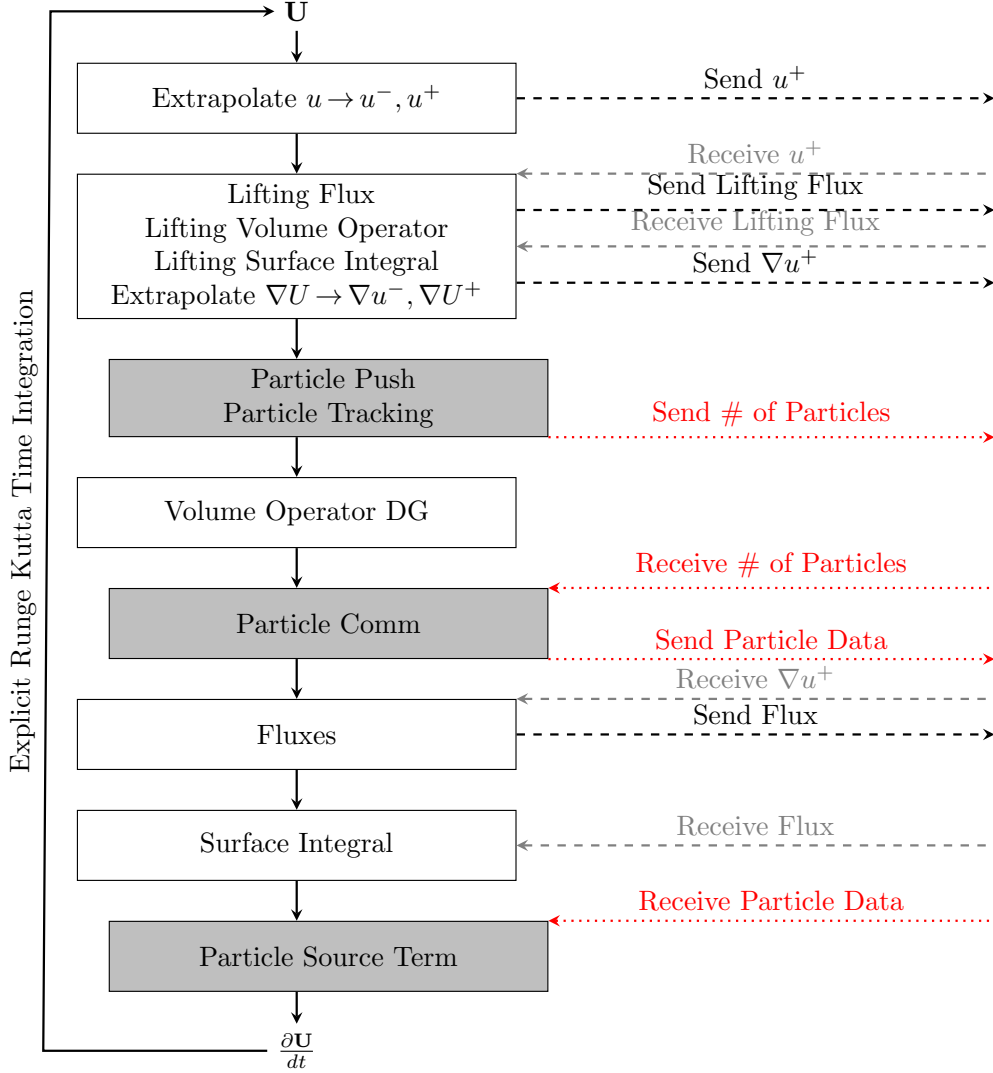 U
Extrapolate u → u⁻, u⁺
Send u⁺
Receive u⁺
Lifting Flux
Lifting Volume Operator
Lifting Surface Integral
Extrapolate ∇U → ∇u⁻, ∇U⁺
Send Lifting Flux
Receive Lifting Flux
Send ∇u⁺
Particle Push
Particle Tracking
Send # of Particles
Volume Operator DG
Receive # of Particles
Particle Comm
Send Particle Data
Receive ∇u⁺
Fluxes
Send Flux
Surface Integral
Receive Flux
Receive Particle Data
Particle Source Term
∂U
dt
Explicit Runge Kutta Time Integration